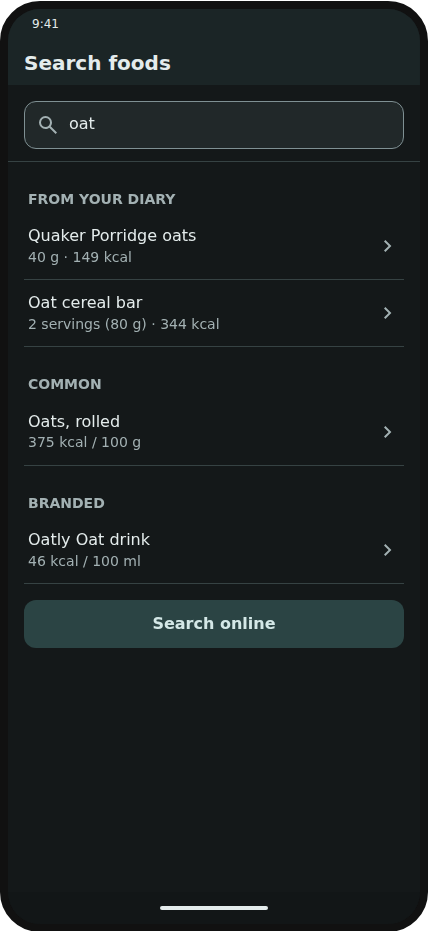 9:41
Search foods
oat
FROM YOUR DIARY
Quaker Porridge oats
40 g · 149 kcal
Oat cereal bar
2 servings (80 g) · 344 kcal
COMMON
Oats, rolled
375 kcal / 100 g
BRANDED
Oatly Oat drink
46 kcal / 100 ml
Search online